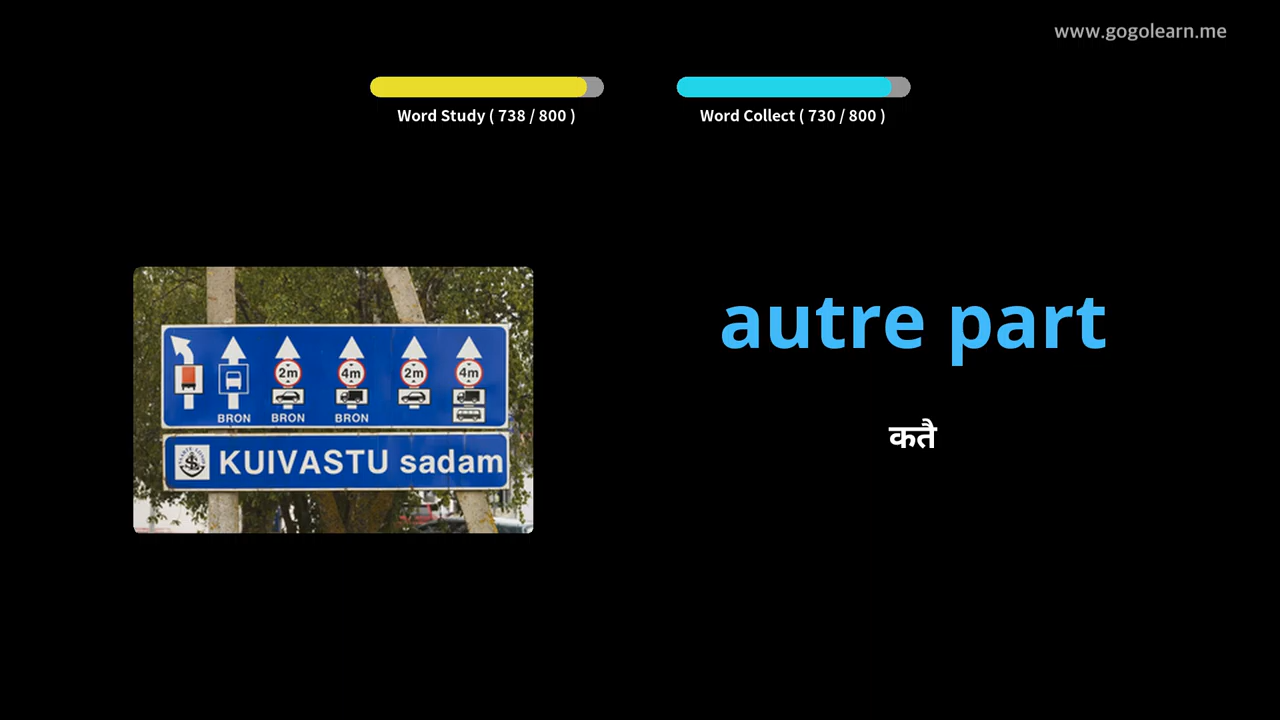 www.gogolearn.me
Word Study ( 738 / 800 )
Word Collect ( 730 / 800 )
2m 4m 2m 4m
BRON BRON BRON
KUIVASTU sadam
autre part
कतै